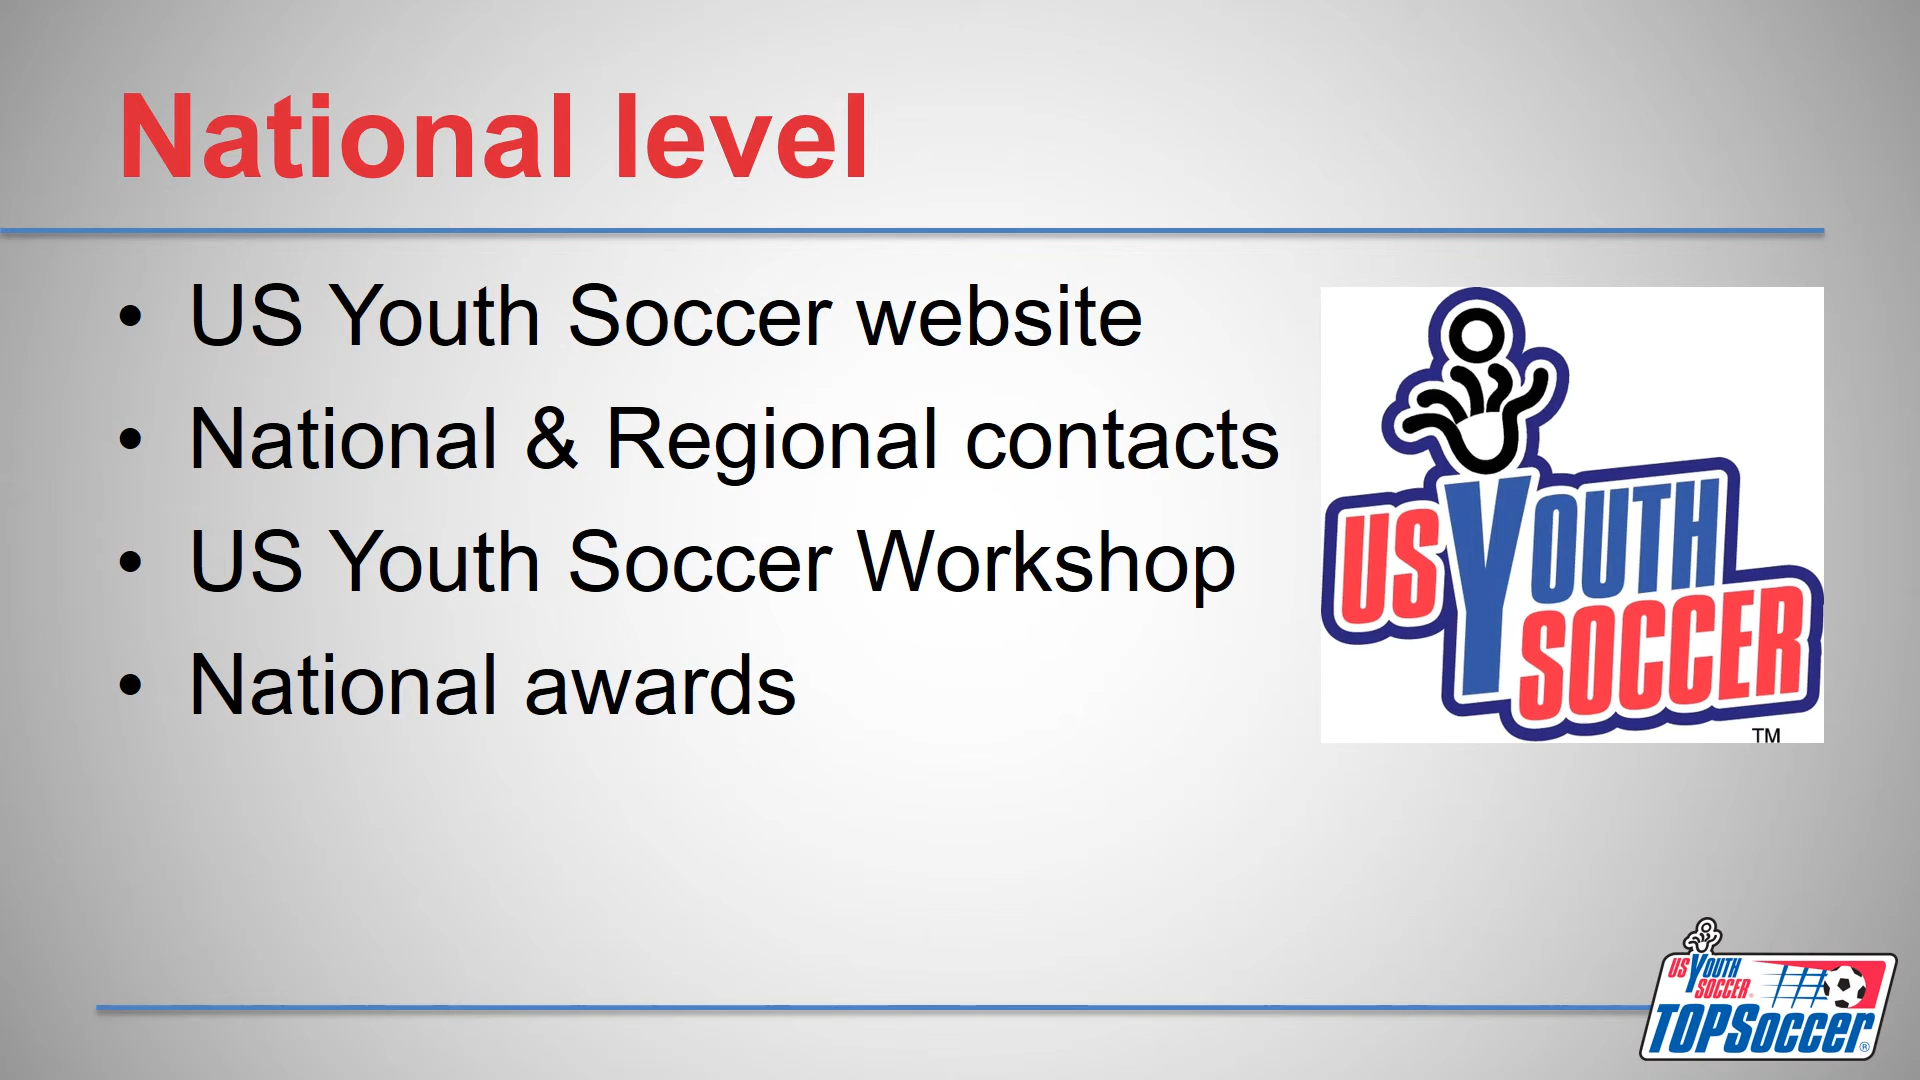 National level
• US Youth Soccer website
• National & Regional contacts
• US Youth Soccer Workshop
• National awards
US YOUTH
SOCCER
TM
US YOUTH
SOCCER®
TOPSoccer®